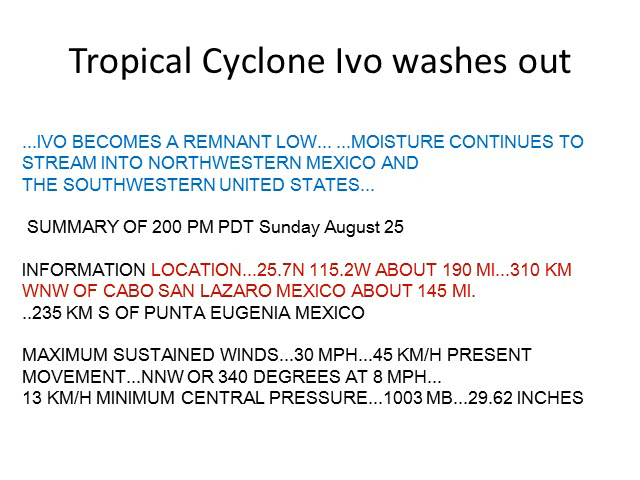 Tropical Cyclone Ivo washes out
...IVO BECOMES A REMNANT LOW... ...MOISTURE CONTINUES TO
STREAM INTO NORTHWESTERN MEXICO AND
THE SOUTHWESTERN UNITED STATES...
SUMMARY OF 200 PM PDT Sunday August 25
INFORMATION LOCATION...25.7N 115.2W ABOUT 190 MI...310 KM
WNW OF CABO SAN LAZARO MEXICO ABOUT 145 MI.
..235 KM S OF PUNTA EUGENIA MEXICO
MAXIMUM SUSTAINED WINDS...30 MPH...45 KM/H PRESENT
MOVEMENT...NNW OR 340 DEGREES AT 8 MPH...
13 KM/H MINIMUM CENTRAL PRESSURE...1003 MB...29.62 INCHES